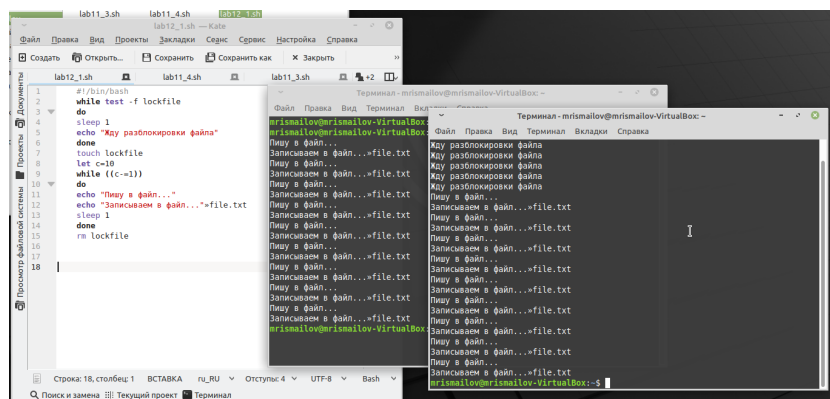 lab11_3.sh lab11_4.sh lab12_1.sh
lab12_1.sh — Kate
Файл Правка Вид Проекты Закладки Сеанс Сервис Настройка Справка
Создать Открыть... Сохранить Сохранить как Закрыть »
lab12_1.sh lab11_4.sh lab11_3.sh +2
Документы
Проекты
Просмотр файловой системы
1 #!/bin/bash
2 while test -f lockfile
3 do
4 sleep 1
5 echo "Жду разблокировки файла"
6 done
7 touch lockfile
8 let c=10
9 while ((c-=1))
10 do
11 echo "Пишу в файл..."
12 echo "Записываем в файл..."»file.txt
13 sleep 1
14 done
15 rm lockfile
16
17
18
Строка: 18, столбец: 1 ВСТАВКА ru_RU Отступы: 4 UTF-8 Bash
Поиск и замена Текущий проект Терминал
Терминал - mrismailov@mrismailov-VirtualBox: ~
Файл Правка Вид Терминал Вкладки Справка
mrismailov@mrismailov-VirtualBox:
mrismailov@mrismailov-VirtualBox:
Пишу в файл...
Записываем в файл...»file.txt
Пишу в файл...
Записываем в файл...»file.txt
Пишу в файл...
Записываем в файл...»file.txt
Пишу в файл...
Записываем в файл...»file.txt
Пишу в файл...
Записываем в файл...»file.txt
Пишу в файл...
Записываем в файл...»file.txt
Пишу в файл...
Записываем в файл...»file.txt
Пишу в файл...
Записываем в файл...»file.txt
Пишу в файл...
Записываем в файл...»file.txt
mrismailov@mrismailov-VirtualBox:
Терминал - mrismailov@mrismailov-VirtualBox: ~
Файл Правка Вид Терминал Вкладки Справка
Жду разблокировки файла
Жду разблокировки файла
Жду разблокировки файла
Жду разблокировки файла
Жду разблокировки файла
Пишу в файл...
Записываем в файл...»file.txt
Пишу в файл...
Записываем в файл...»file.txt
Пишу в файл...
Записываем в файл...»file.txt
Пишу в файл...
Записываем в файл...»file.txt
Пишу в файл...
Записываем в файл...»file.txt
Пишу в файл...
Записываем в файл...»file.txt
Пишу в файл...
Записываем в файл...»file.txt
Пишу в файл...
Записываем в файл...»file.txt
Пишу в файл...
Записываем в файл...»file.txt
mrismailov@mrismailov-VirtualBox:~$